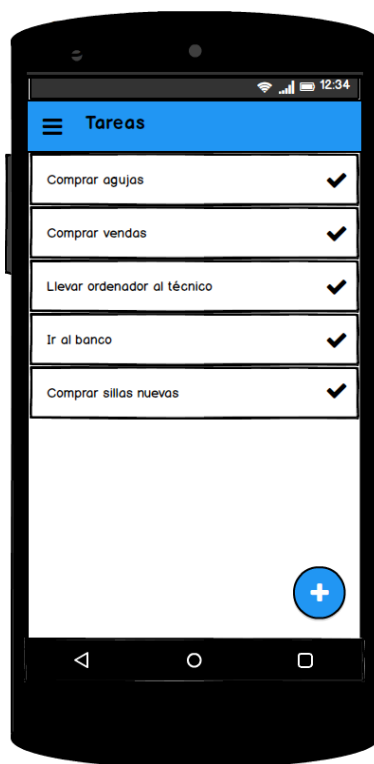 12:34
Tareas
Comprar agujas
Comprar vendas
Llevar ordenador al técnico
Ir al banco
Comprar sillas nuevas